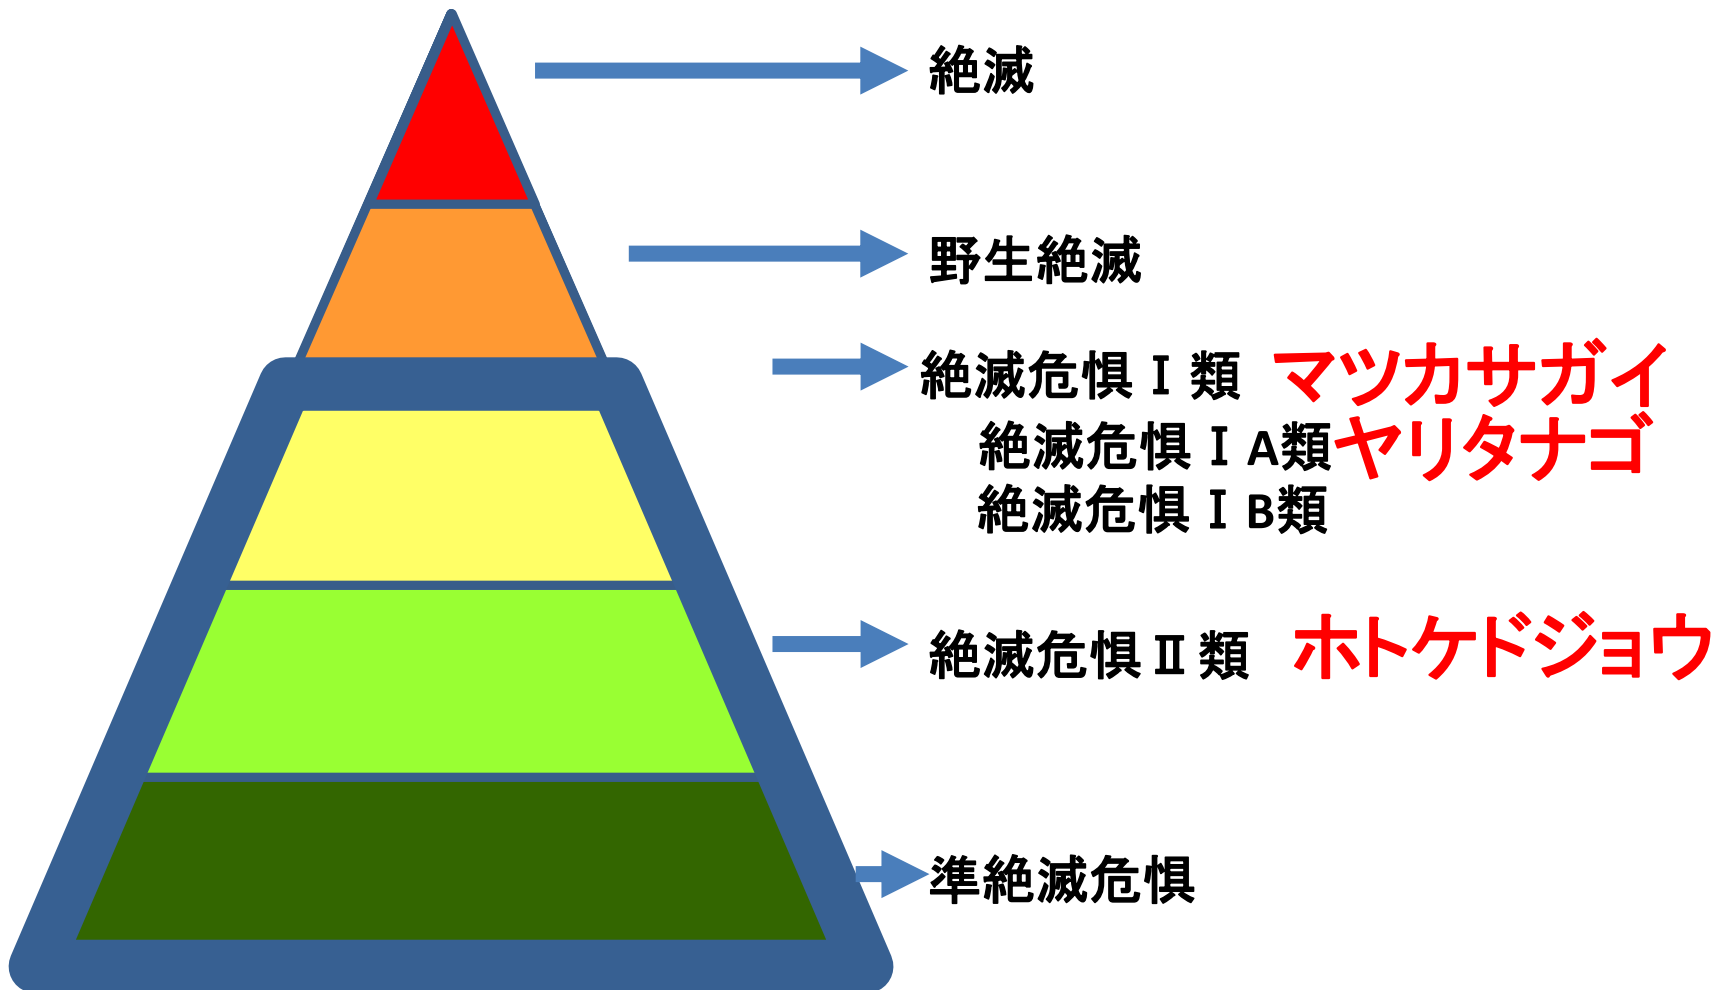 絶滅
野生絶滅
絶滅危惧Ⅰ類 マツカサガイ
絶滅危惧ⅠA類ヤリタナゴ
絶滅危惧ⅠB類
絶滅危惧Ⅱ類 ホトケドジョウ
準絶滅危惧